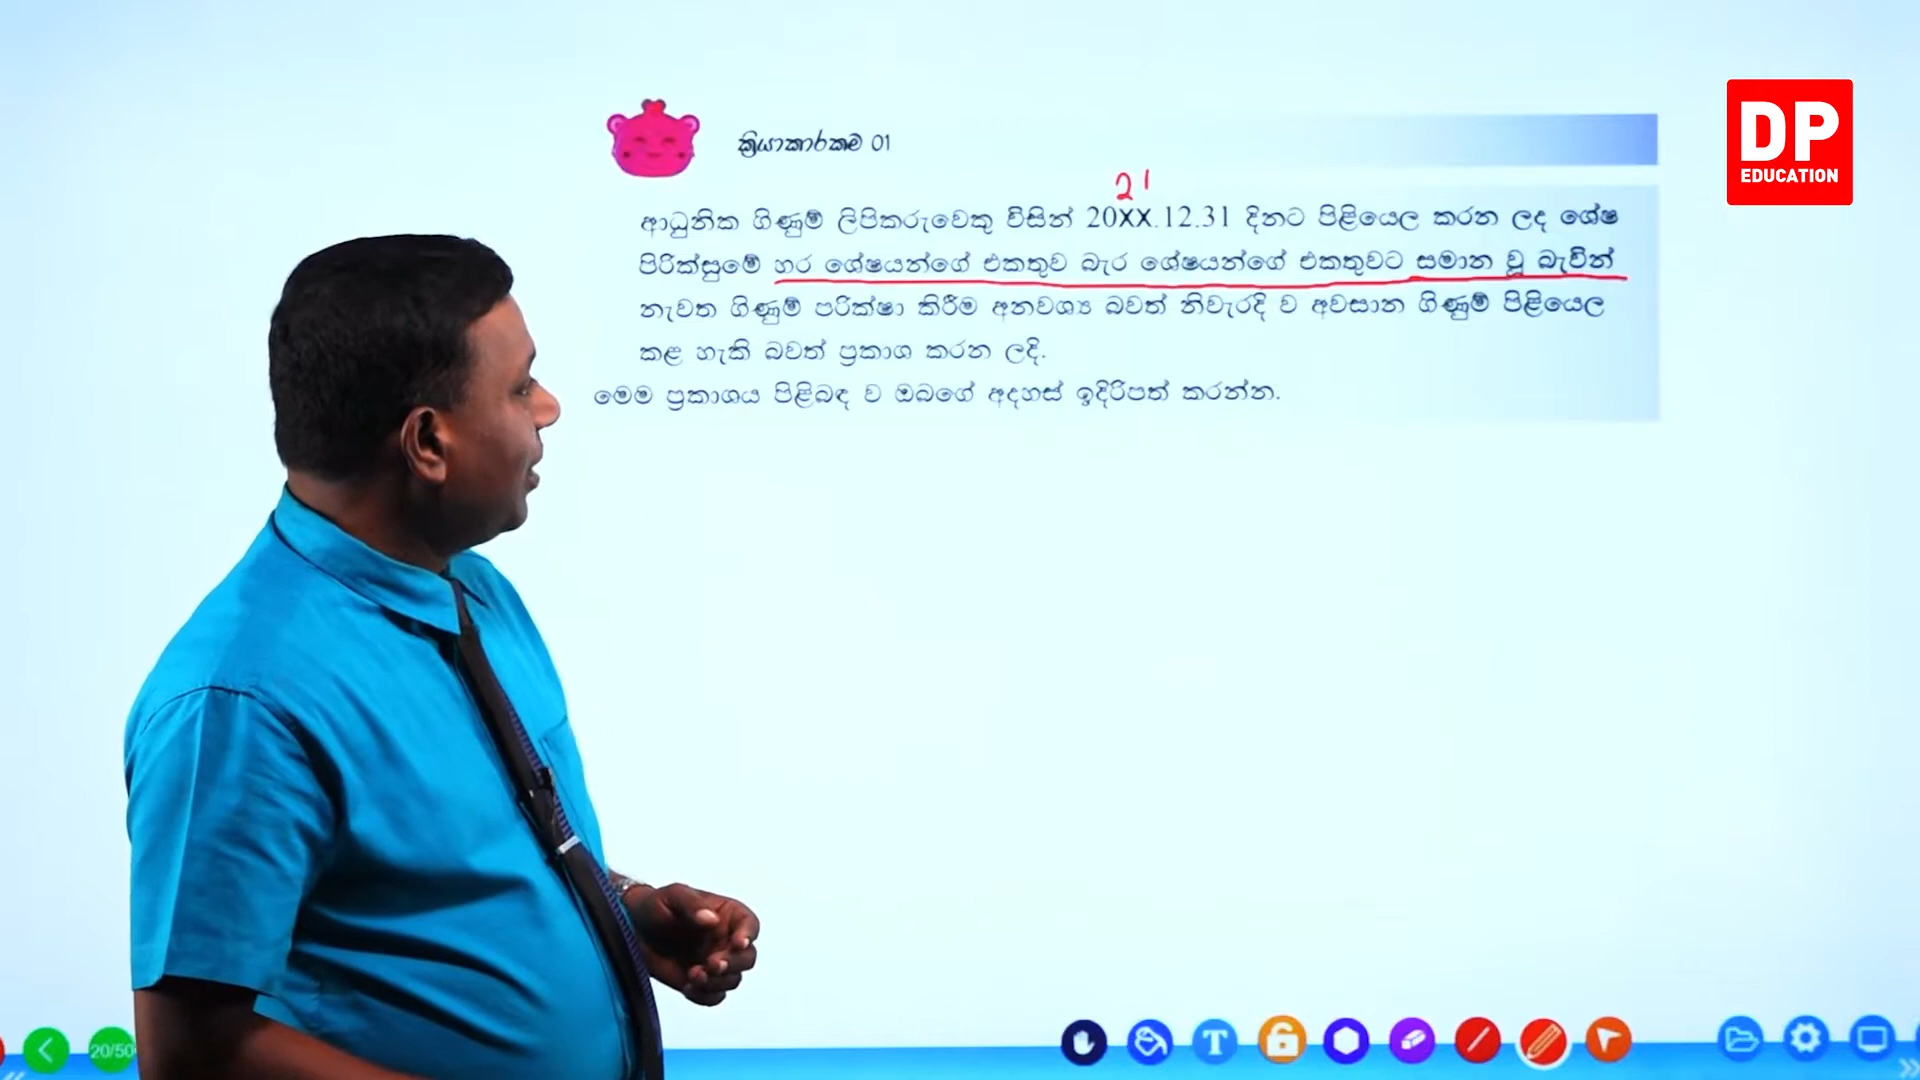 DP
EDUCATION
ක්‍රියාකාරකම 01
21
ආධුනික ගිණුම් ලිපිකරුවෙකු විසින් 20XX.12.31 දිනට පිළියෙල කරන ලද ශේෂ
පිරික්සුමේ හර ශේෂයන්ගේ එකතුව බැර ශේෂයන්ගේ එකතුවට සමාන වූ බැවින්
නැවත ගිණුම් පරික්ෂා කිරීම අනවශ්‍ය බවත් නිවැරදි ව අවසාන ගිණුම් පිළියෙල
කළ හැකි බවත් ප්‍රකාශ කරන ලදි.
මෙම ප්‍රකාශය පිළිබඳ ව ඔබගේ අදහස් ඉදිරිපත් කරන්න.
20/50
T